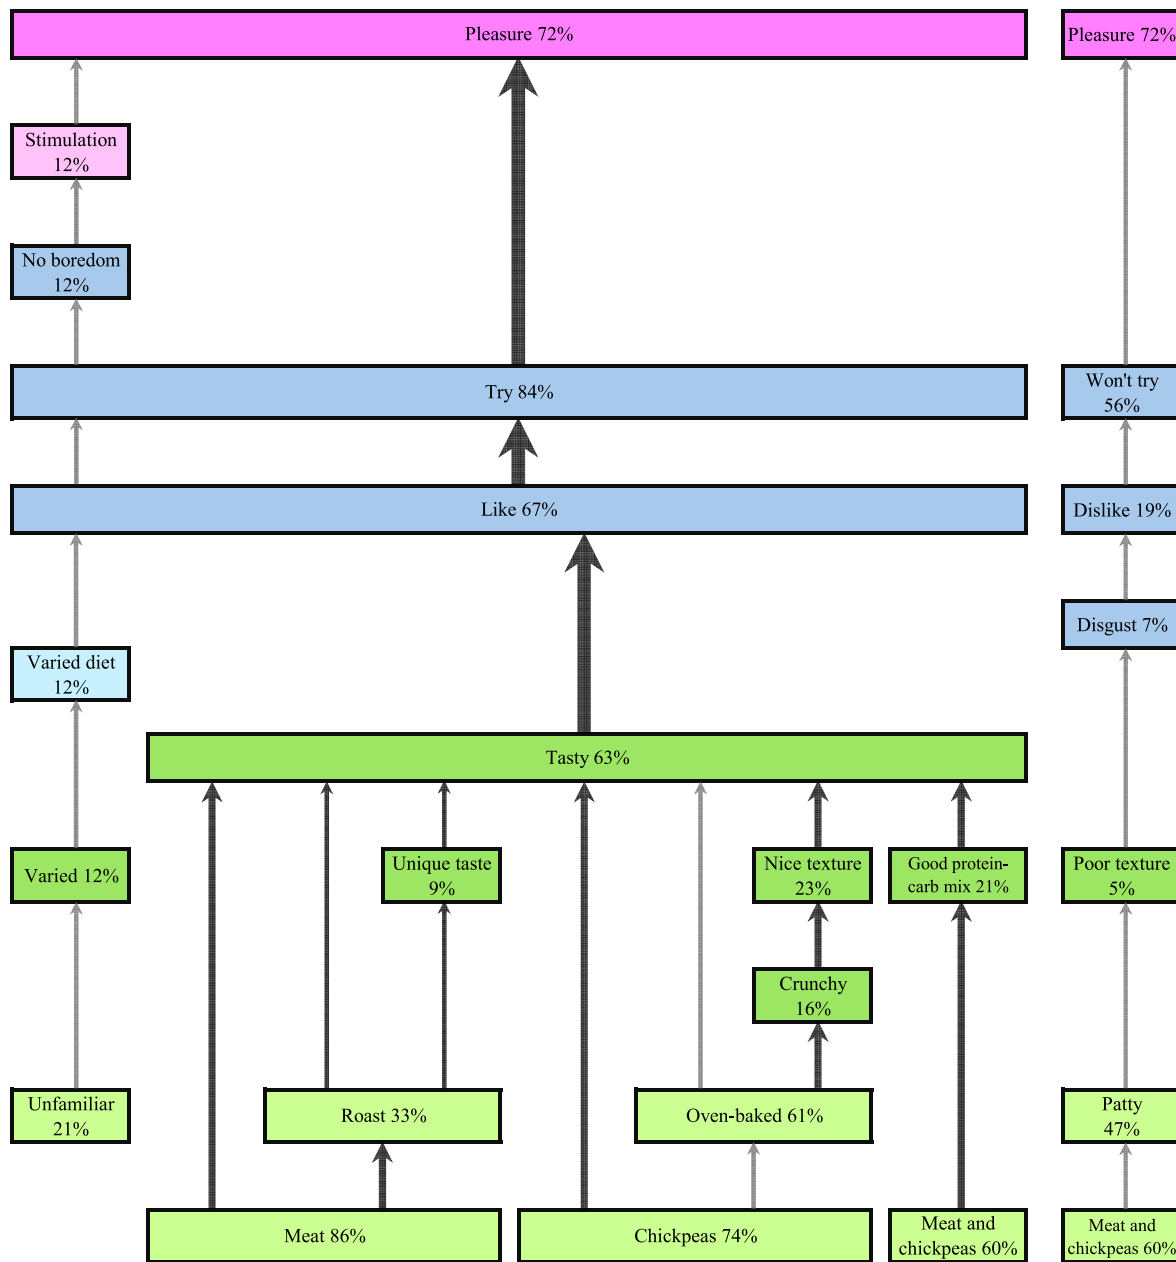 Pleasure 72%
Pleasure 72%
Stimulation
12%
No boredom
12%
Try 84%
Won't try
56%
Like 67%
Dislike 19%
Disgust 7%
Varied diet
12%
Tasty 63%
Varied 12%
Unique taste
9%
Nice texture
23%
Good protein-
carb mix 21%
Poor texture
5%
Crunchy
16%
Unfamiliar
21%
Roast 33%
Oven-baked 61%
Patty
47%
Meat 86%
Chickpeas 74%
Meat and
chickpeas 60%
Meat and
chickpeas 60%